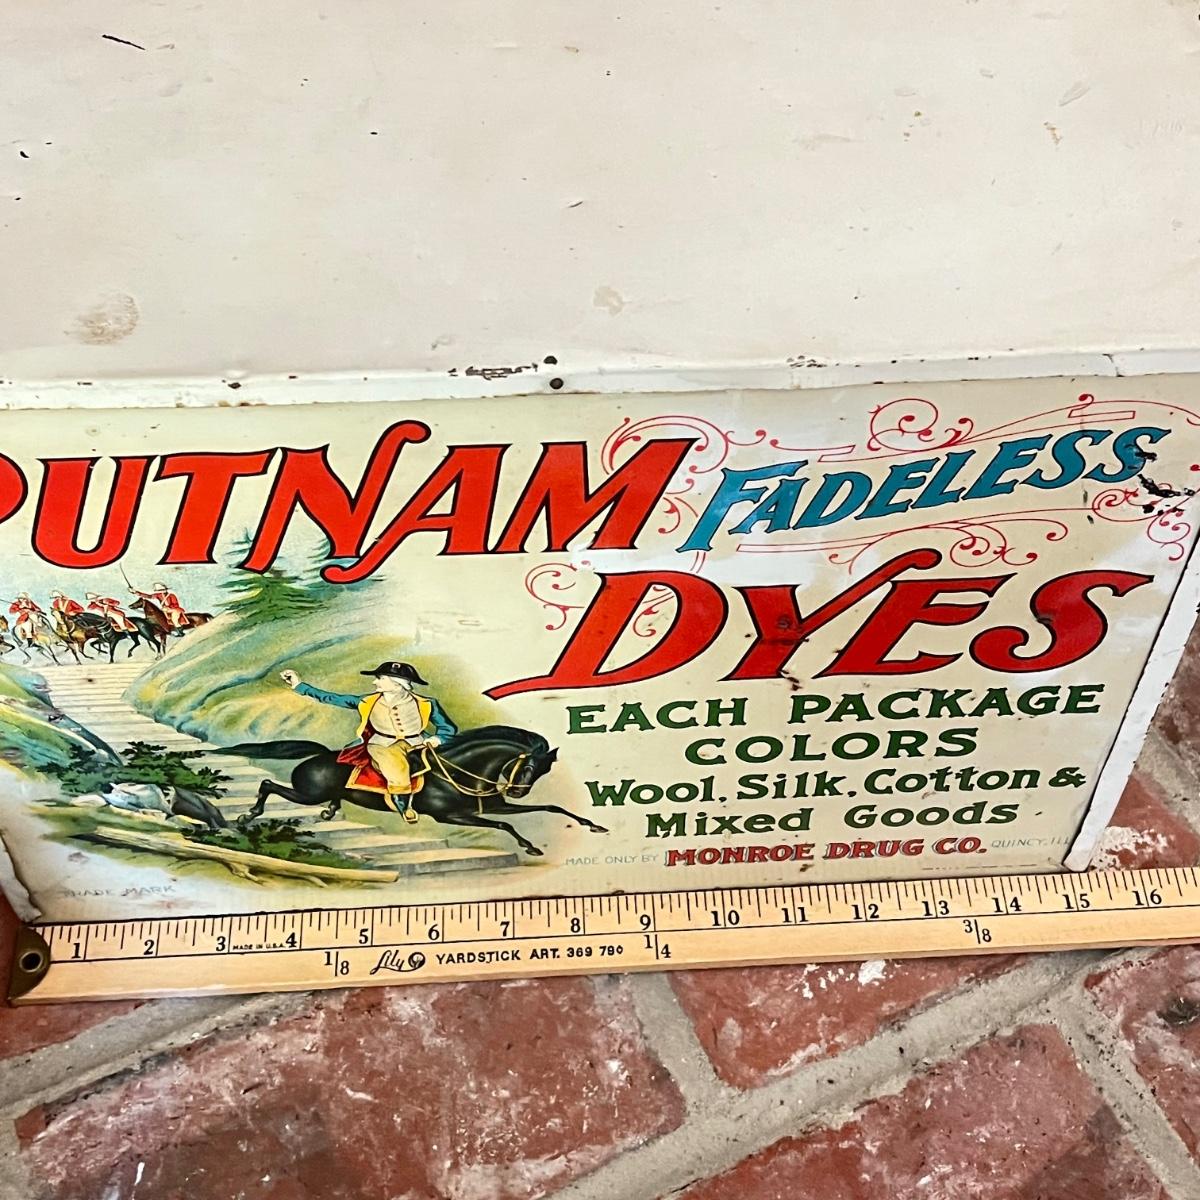 PUTNAM FADELESS
DYES
EACH PACKAGE
COLORS
Wool, Silk, Cotton &
Mixed Goods
MADE ONLY BY MONROE DRUG CO. QUINCY, ILL
TRADE MARK
1 2 3 MADE IN U.S.A. 4 5 6 7 8 9 10 11 12 13 14 15 16
1/8 Lily YARDSTICK ART. 369 79¢ 1/4 3/8